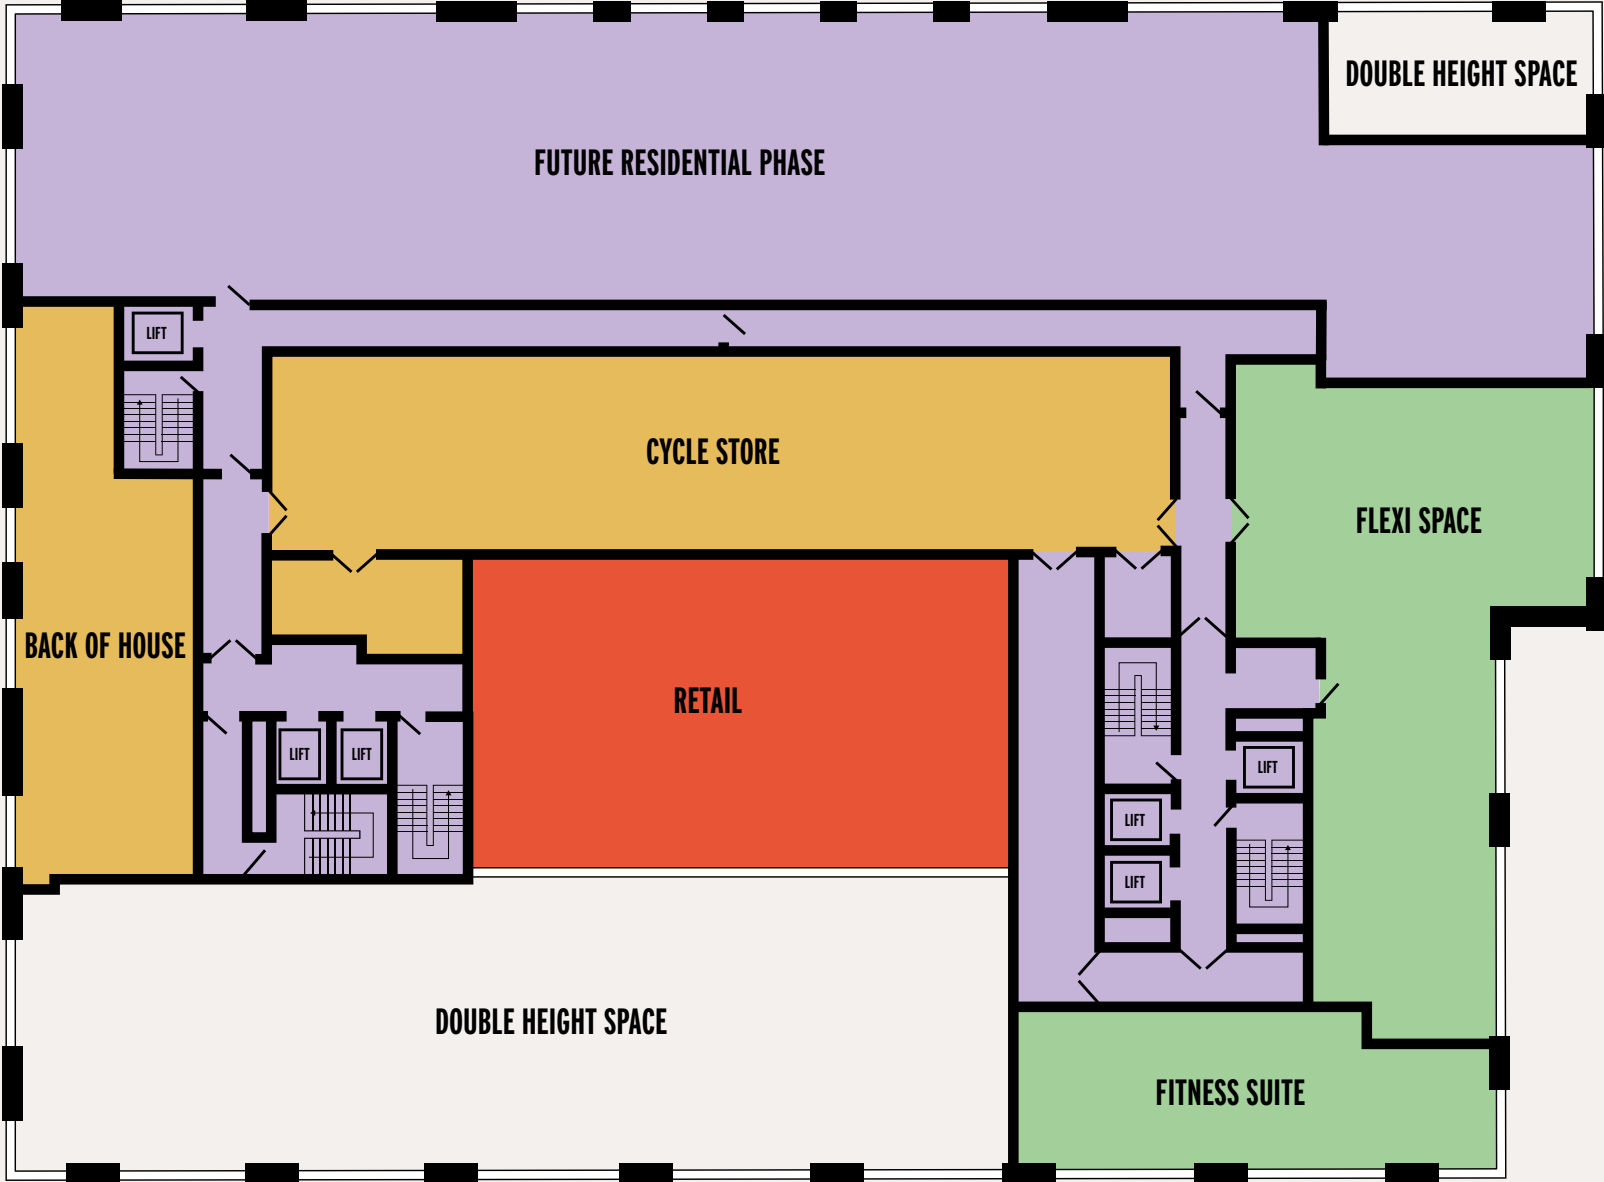 DOUBLE HEIGHT SPACE
FUTURE RESIDENTIAL PHASE
LIFT
CYCLE STORE
FLEXI SPACE
BACK OF HOUSE
RETAIL
LIFT
LIFT
LIFT
LIFT
LIFT
DOUBLE HEIGHT SPACE
FITNESS SUITE